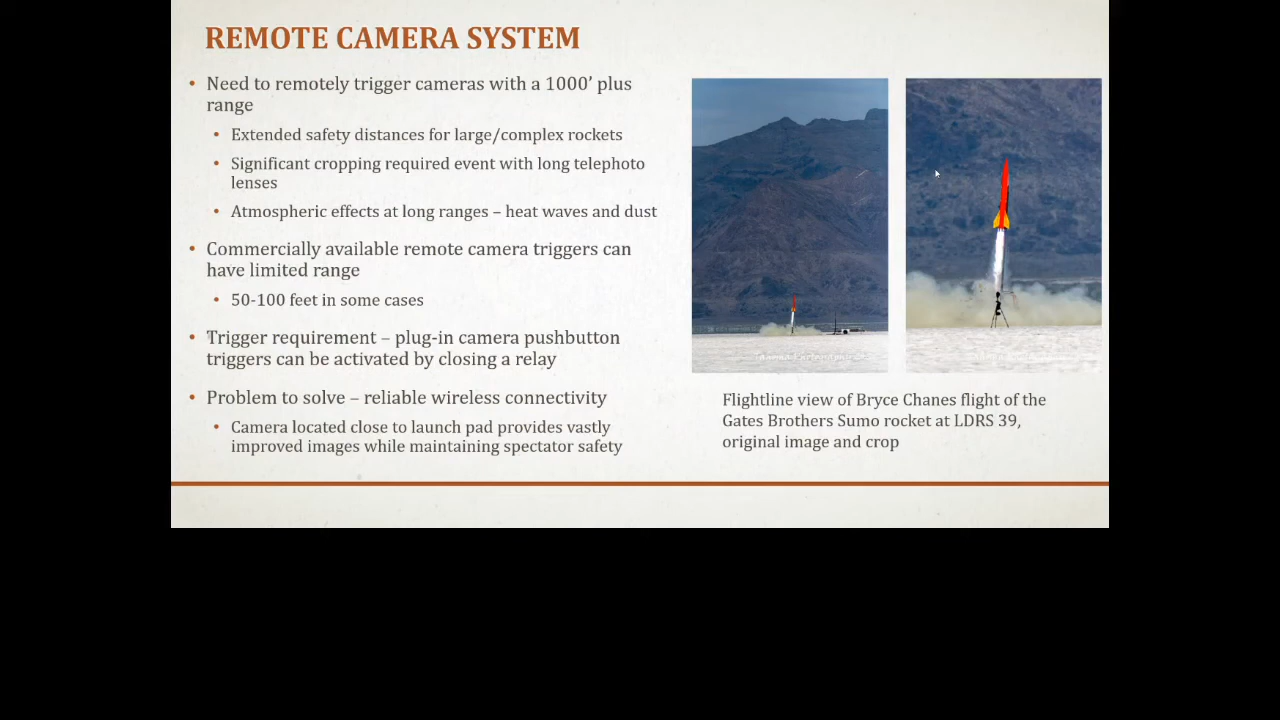 REMOTE CAMERA SYSTEM
• Need to remotely trigger cameras with a 1000’ plus
range
• Extended safety distances for large/complex rockets
• Significant cropping required event with long telephoto
lenses
• Atmospheric effects at long ranges – heat waves and dust
• Commercially available remote camera triggers can
have limited range
• 50-100 feet in some cases
• Trigger requirement – plug-in camera pushbutton
triggers can be activated by closing a relay
• Problem to solve – reliable wireless connectivity
• Camera located close to launch pad provides vastly
improved images while maintaining spectator safety
Flightline view of Bryce Chanes flight of the
Gates Brothers Sumo rocket at LDRS 39,
original image and crop